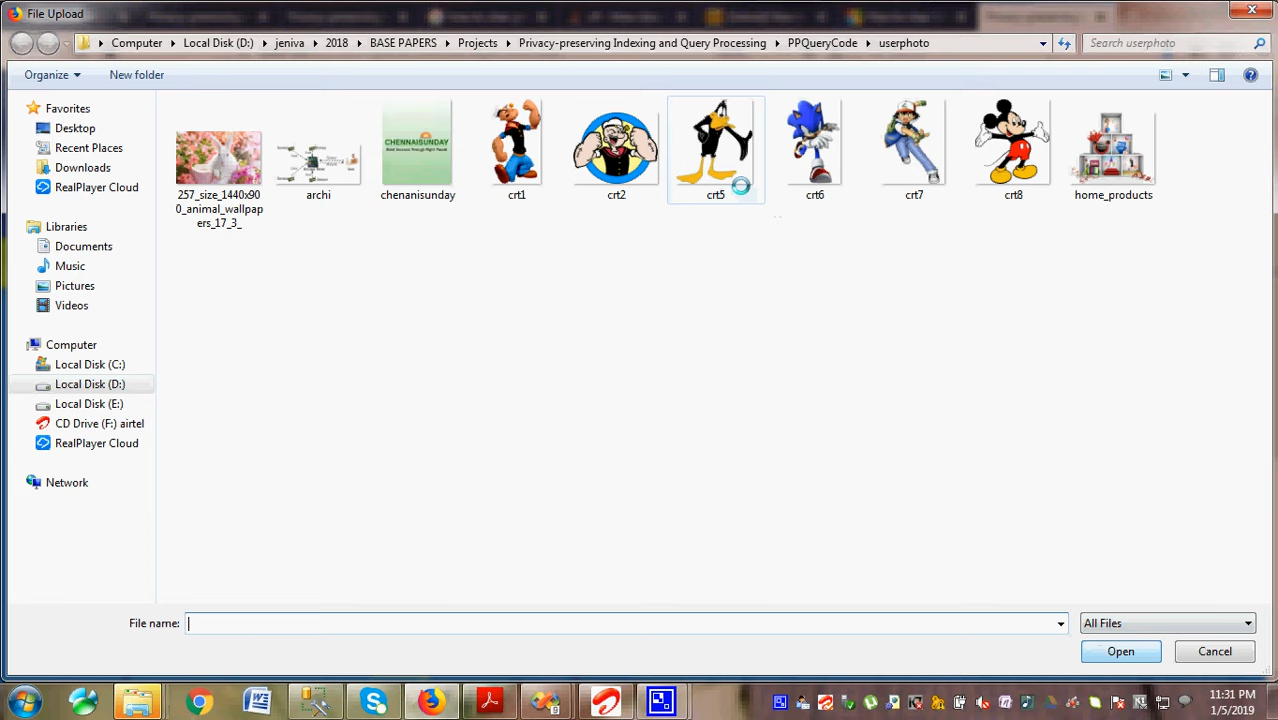 File Upload
Computer Local Disk (D:) jeniva 2018 BASE PAPERS Projects Privacy-preserving Indexing and Query Processing PPQueryCode userphoto
Search userphoto
Organize
New folder
Favorites
Desktop
Recent Places
Downloads
RealPlayer Cloud
Libraries
Documents
Music
Pictures
Videos
Computer
Local Disk (C:)
Local Disk (D:)
Local Disk (E:)
CD Drive (F:) airtel
RealPlayer Cloud
Network
CHENNAISUNDAY
257_size_1440x90
0_animal_wallpap
ers_17_3_
archi
chenanisunday
crt1
crt2
crt5
crt6
crt7
crt8
home_products
File name:
All Files
Open
Cancel
11:31 PM
1/5/2019